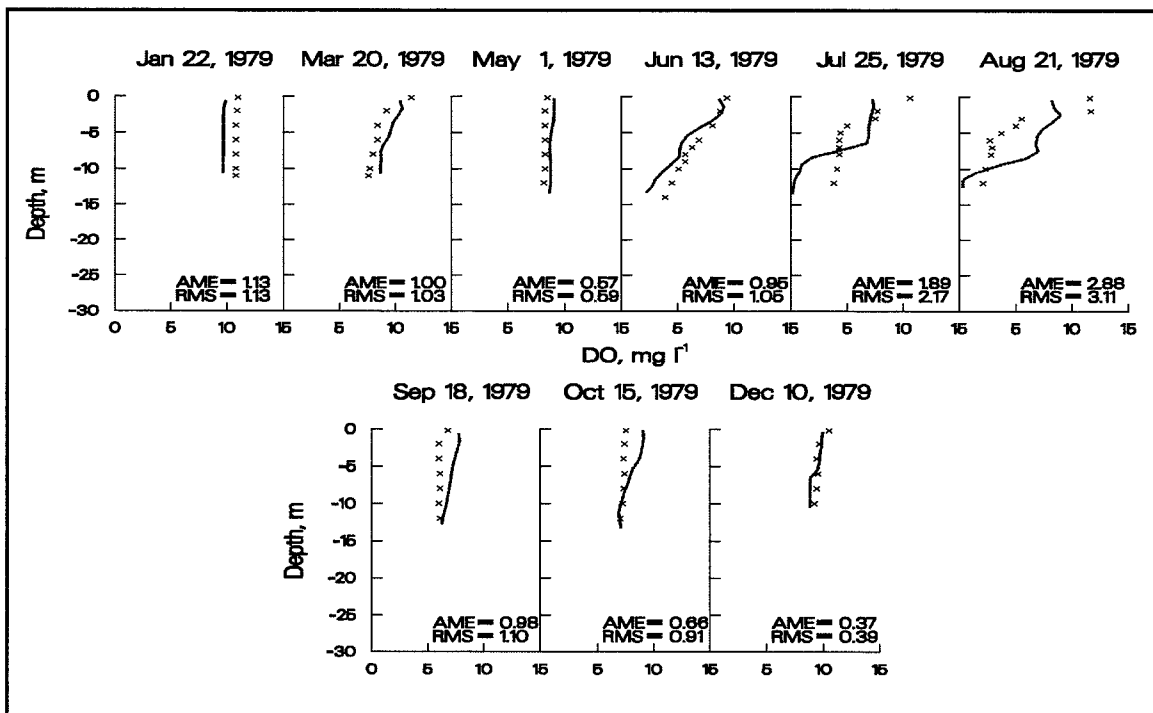 Jan 22, 1979 Mar 20, 1979 May 1, 1979 Jun 13, 1979 Jul 25, 1979 Aug 21, 1979
0
-5
-10
-15
-20
-25
-30
Depth, m
AME = 1.13 AME = 1.00 AME = 0.57 AME = 0.95 AME = 1.89 AME = 2.88
RMS = 1.13 RMS = 1.03 RMS = 0.59 RMS = 1.05 RMS = 2.17 RMS = 3.11
0 5 10 15 5 10 15 5 10 15 5 10 15 5 10 15 5 10 15
DO, mg l⁻¹
Sep 18, 1979 Oct 15, 1979 Dec 10, 1979
0
-5
-10
-15
-20
-25
-30
Depth, m
AME = 0.98 AME = 0.66 AME = 0.37
RMS = 1.10 RMS = 0.91 RMS = 0.39
0 5 10 15 5 10 15 5 10 15